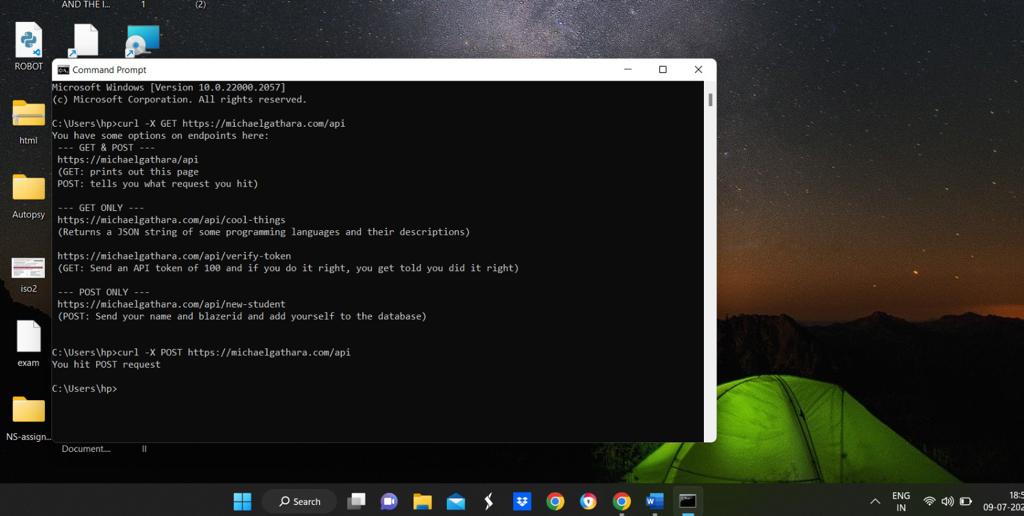 AND THE I... 1 (2)
ROBOT
Command Prompt
Microsoft Windows [Version 10.0.22000.2057]
(c) Microsoft Corporation. All rights reserved.
C:\Users\hp>curl -X GET https://michaelgathara.com/api
You have some options on endpoints here:
--- GET & POST ---
https://michaelgathara/api
(GET: prints out this page
POST: tells you what request you hit)
--- GET ONLY ---
https://michaelgathara.com/api/cool-things
(Returns a JSON string of some programming languages and their descriptions)
https://michaelgathara.com/api/verify-token
(GET: Send an API token of 100 and if you do it right, you get told you did it right)
--- POST ONLY ---
https://michaelgathara.com/api/new-student
(POST: Send your name and blazerid and add yourself to the database)
C:\Users\hp>curl -X POST https://michaelgathara.com/api
You hit POST request
C:\Users\hp>
html
Autopsy
iso2
exam
NS-assign...
Document... II
Search
ENG
IN
18:5
09-07-202